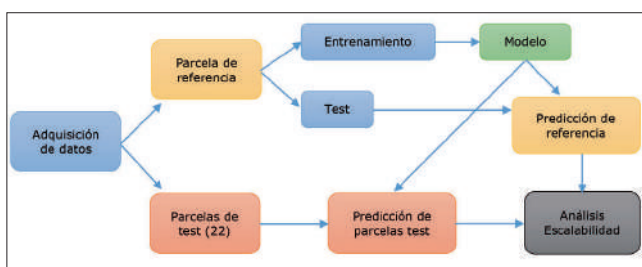 Entrenamiento
Modelo
Parcela de
referencia
Test
Predicción de
referencia
Adquisición
de datos
Parcelas de
test (22)
Predicción de
parcelas test
Análisis
Escalabilidad